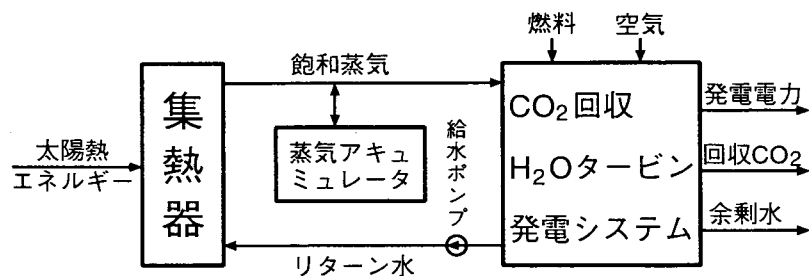 燃料
空気
飽和蒸気
集熱器
CO₂回収
H₂Oタービン
発電システム
発電電力
回収CO₂
余剰水
太陽熱
エネルギー
蒸気アキュ
ミュレータ
給水ポンプ
リターン水